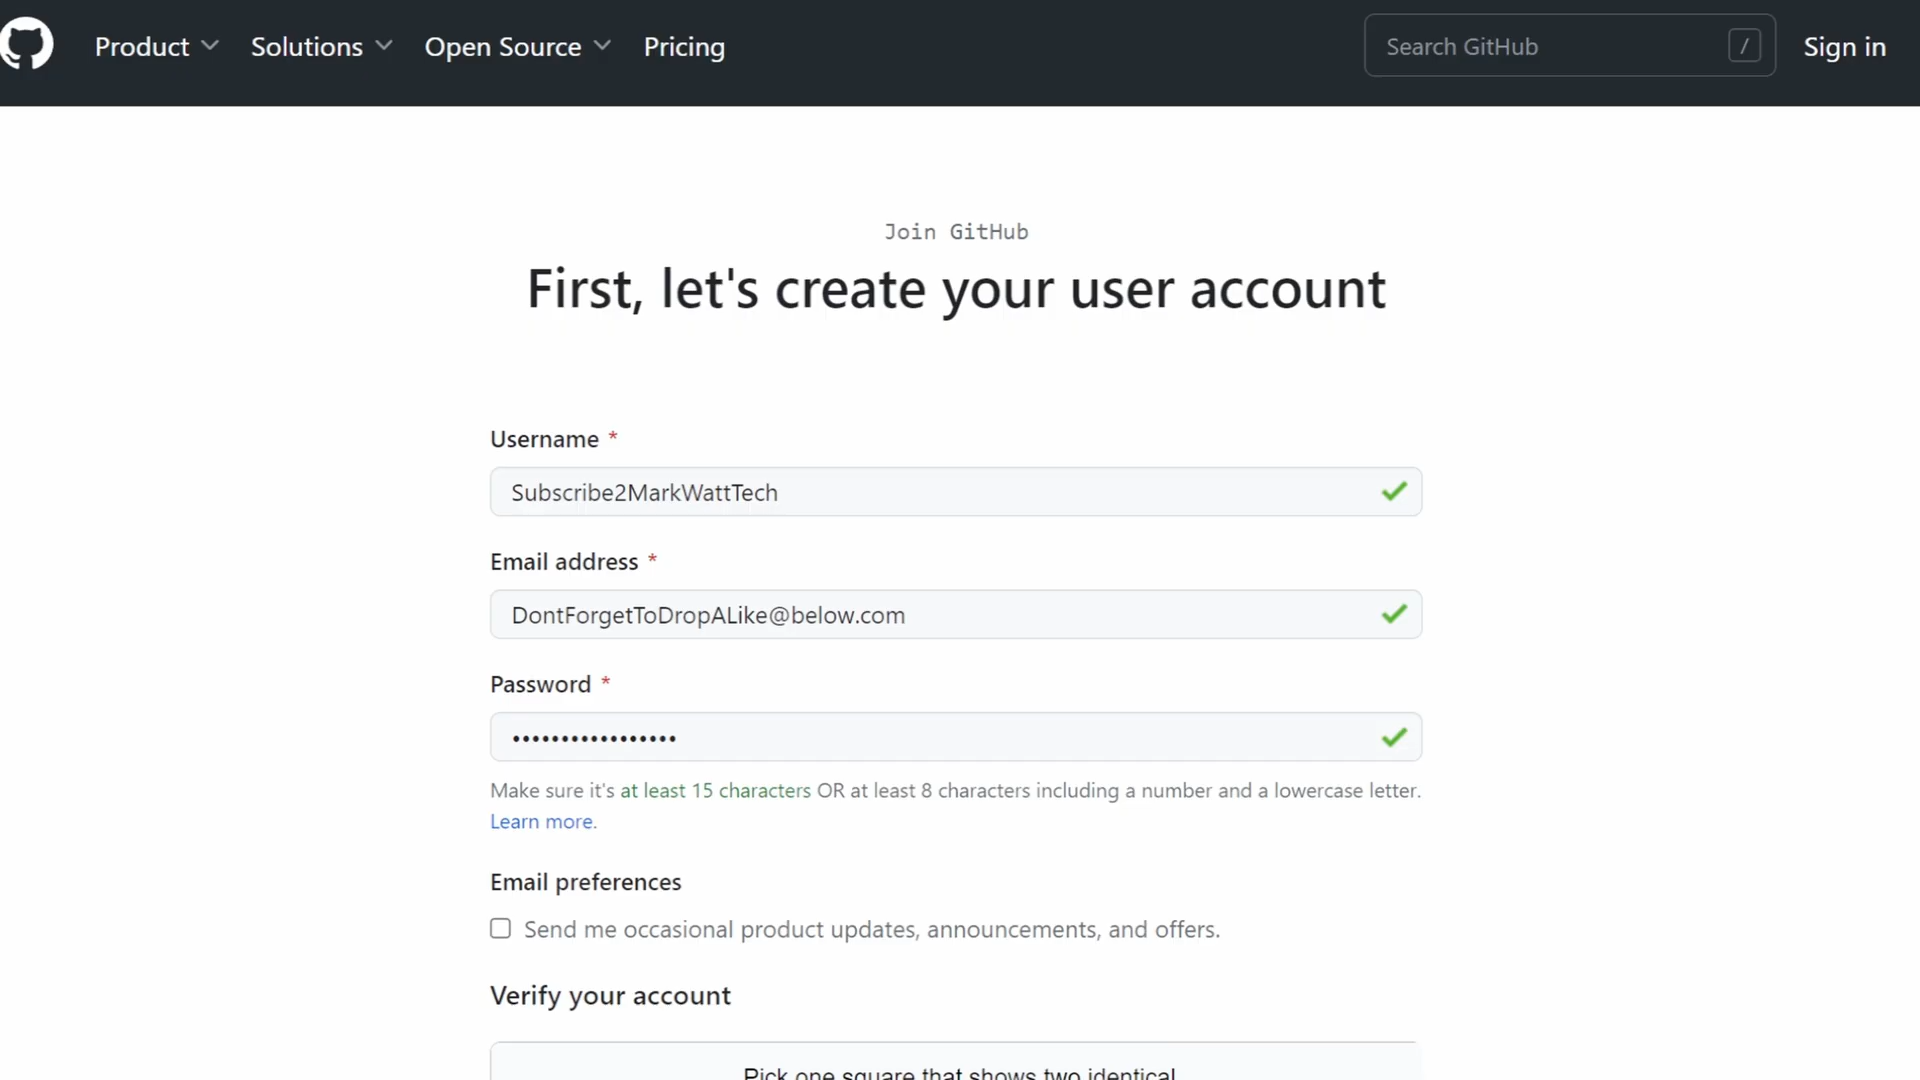 Product Solutions Open Source Pricing Search GitHub / Sign in
Join GitHub
First, let's create your user account
Username *
Subscribe2MarkWattTech
Email address *
DontForgetToDropALike@below.com
Password *
•••••••••••••••••
Make sure it's at least 15 characters OR at least 8 characters including a number and a lowercase letter.
Learn more.
Email preferences
Send me occasional product updates, announcements, and offers.
Verify your account
Pick one square that shows two identical